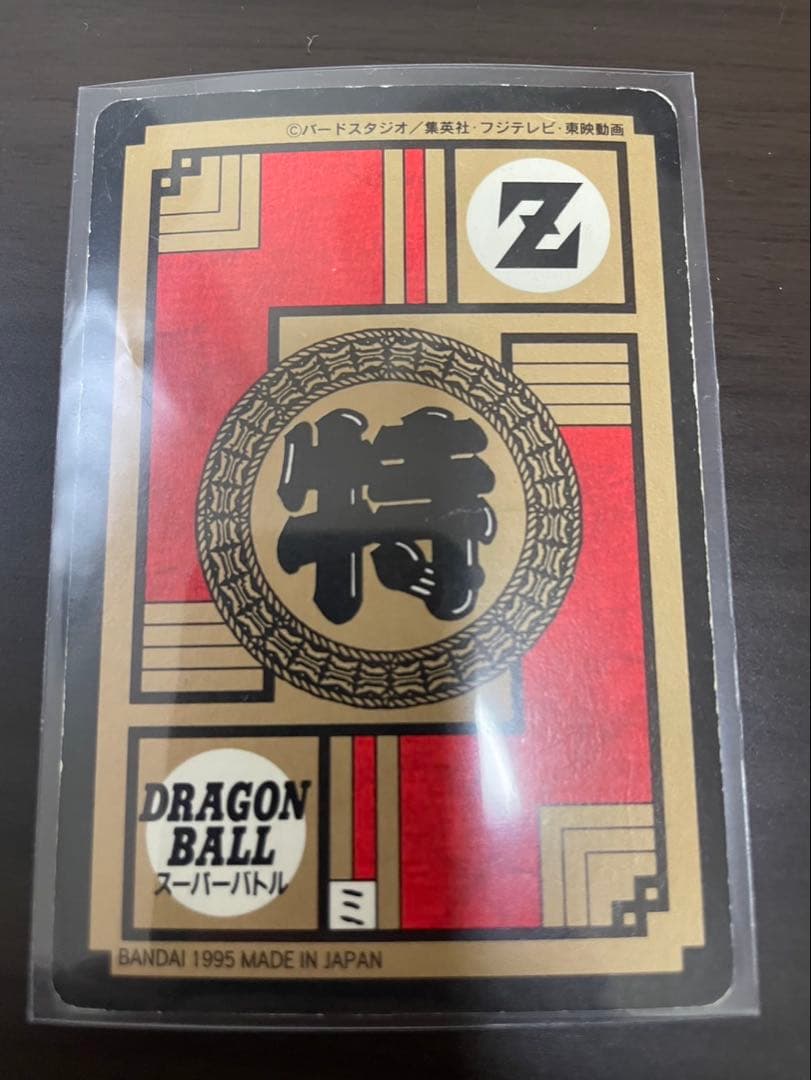 ©バードスタジオ／集英社・フジテレビ・東映動画
Z
特
DRAGON
BALL
スーパーバトル
ミ
BANDAI 1995 MADE IN JAPAN